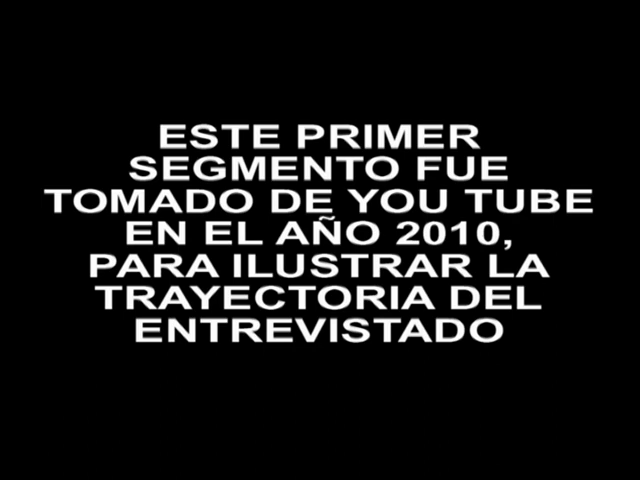 ESTE PRIMER
SEGMENTO FUE
TOMADO DE YOU TUBE
EN EL AÑO 2010,
PARA ILUSTRAR LA
TRAYECTORIA DEL
ENTREVISTADO